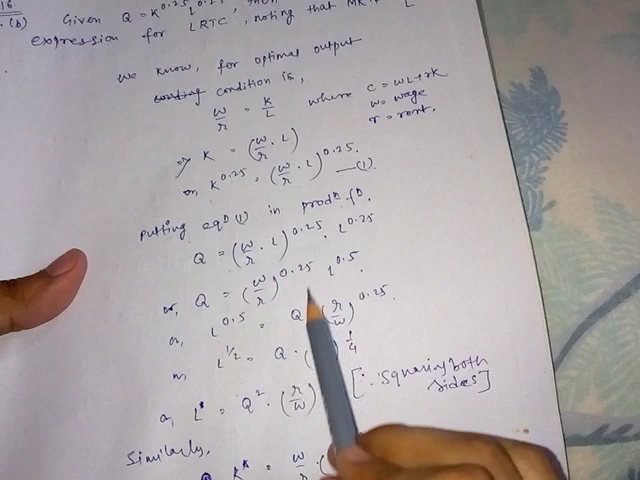 16
(b) Given Q = K^0.25 L^0.25, then
expression for LRTC, noting that MR
L
We know, for optimal output
condition is,
w/r = K/L where C = wL + rK
w = wage
r = rent.
⇒ K = (w/r . L)
or, K^0.25 = (w/r . L)^0.25 —(1)
Putting eqⁿ (1) in prodⁿ fⁿ.
Q = (w/r . L)^0.25 . L^0.25
or, Q = (w/r)^0.25 L^0.5.
or, L^0.5 = Q (r/w)^0.25.
or, L^1/2 = Q . ( )^1/4
or, L* = Q² . (r/w) [∵ Squaring both
sides]
Similarly,
K* = w/r . (